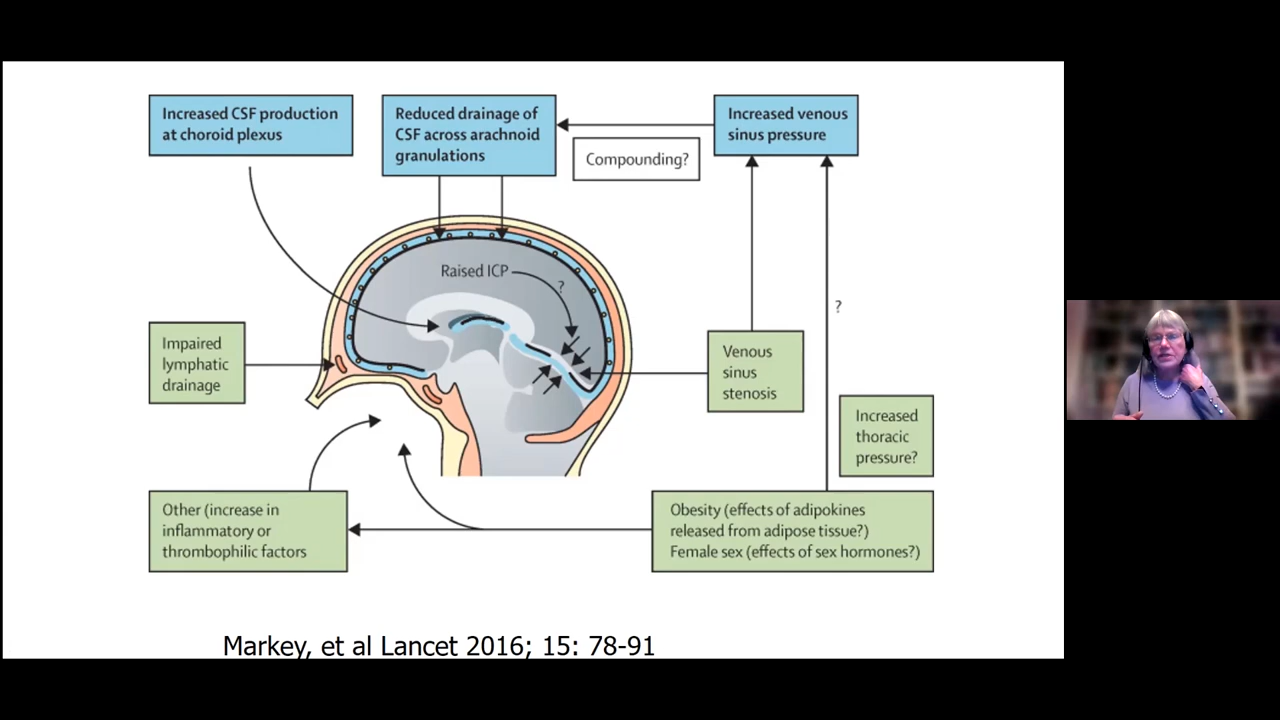 Increased CSF production
at choroid plexus
Reduced drainage of
CSF across arachnoid
granulations
Increased venous
sinus pressure
Compounding?
Raised ICP
?
?
Impaired
lymphatic
drainage
Venous
sinus
stenosis
Increased
thoracic
pressure?
Other (increase in
inflammatory or
thrombophilic factors
Obesity (effects of adipokines
released from adipose tissue?)
Female sex (effects of sex hormones?)
Markey, et al Lancet 2016; 15: 78-91